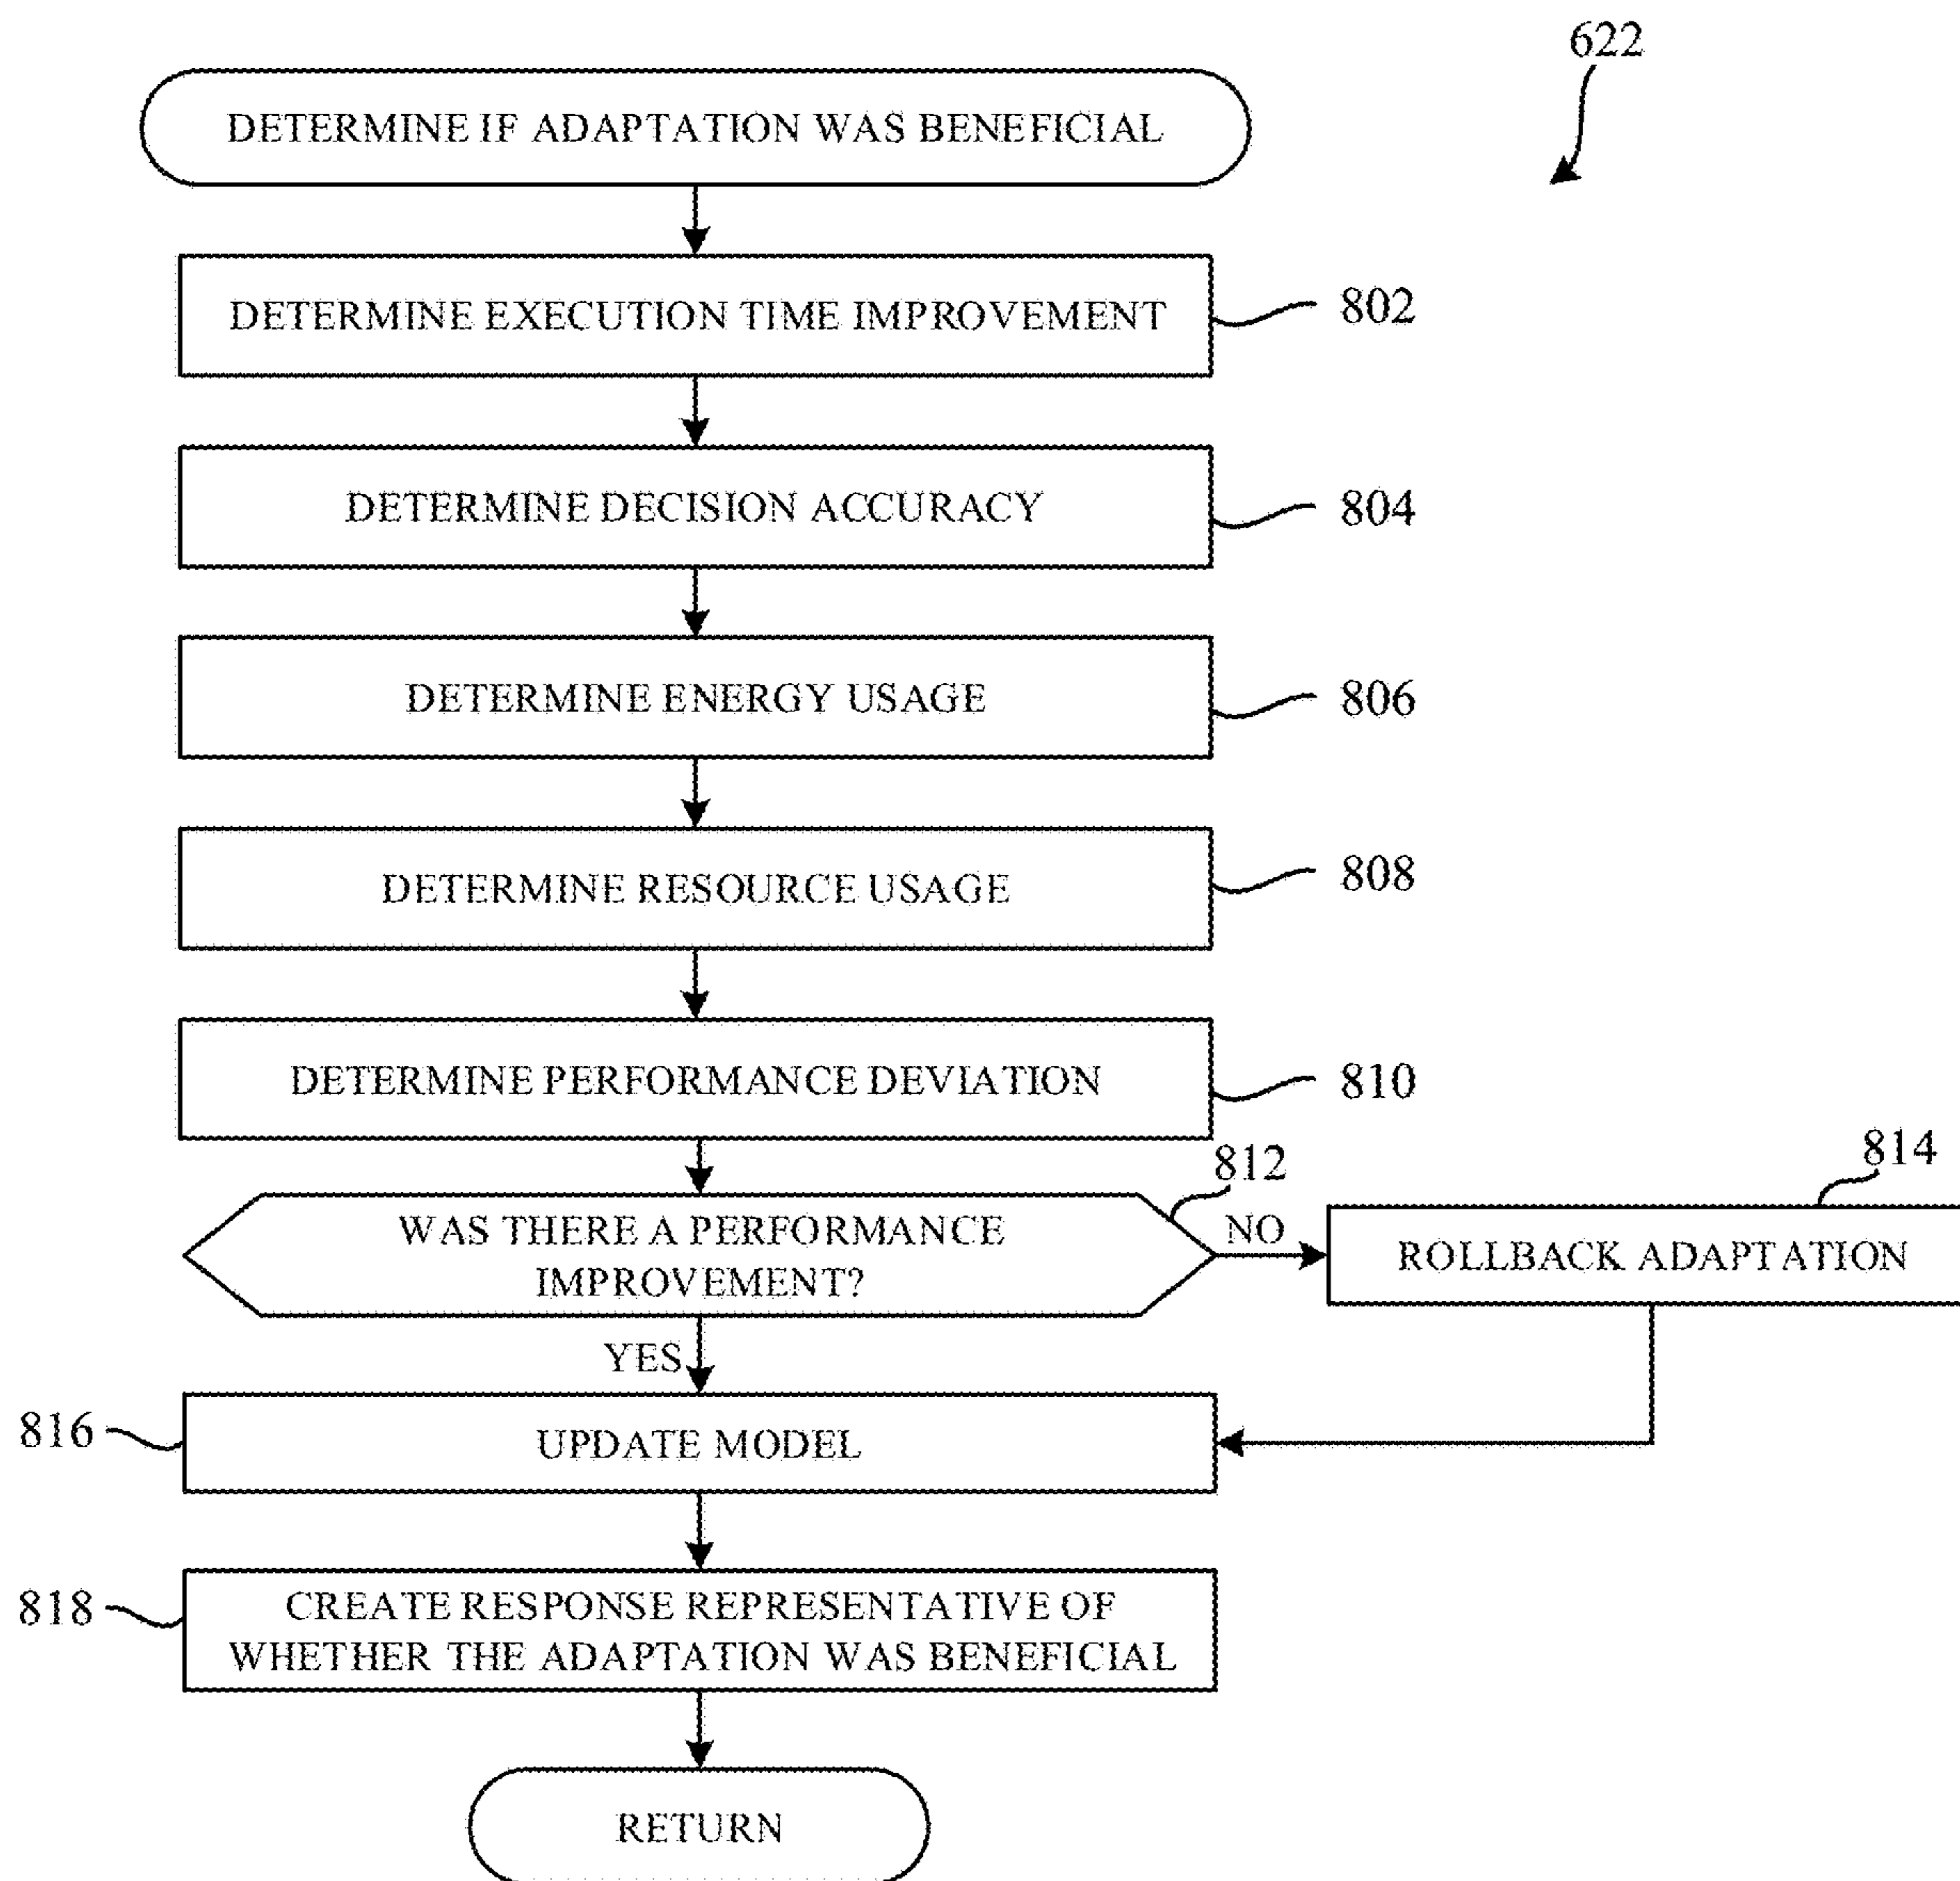 622
DETERMINE IF ADAPTATION WAS BENEFICIAL
DETERMINE EXECUTION TIME IMPROVEMENT
802
DETERMINE DECISION ACCURACY
804
DETERMINE ENERGY USAGE
806
DETERMINE RESOURCE USAGE
808
DETERMINE PERFORMANCE DEVIATION
810
812
814
WAS THERE A PERFORMANCE
IMPROVEMENT?
NO
ROLLBACK ADAPTATION
YES
816
UPDATE MODEL
818
CREATE RESPONSE REPRESENTATIVE OF
WHETHER THE ADAPTATION WAS BENEFICIAL
RETURN